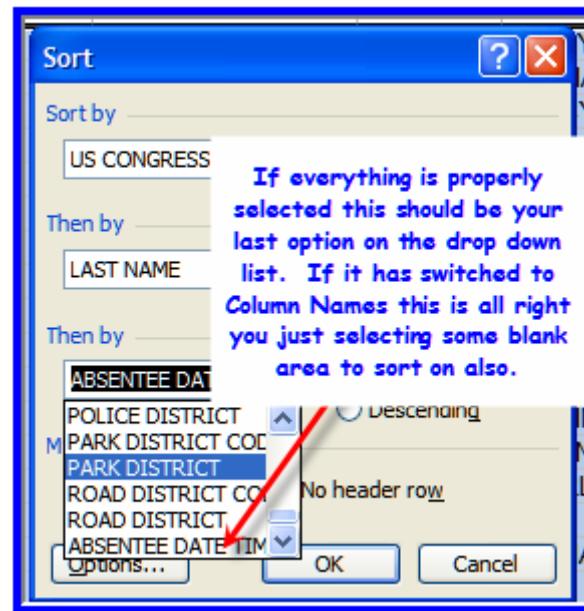 Sort
Sort by
US CONGRESS
If everything is properly
selected this should be your
last option on the drop down
list. If it has switched to
Column Names this is all right
you just selecting some blank
area to sort on also.
Then by
LAST NAME
Then by
ABSENTEE DAT
Descending
POLICE DISTRICT
PARK DISTRICT COD
PARK DISTRICT
ROAD DISTRICT CO
No header row
ROAD DISTRICT
ABSENTEE DATE TIM
Options...
OK
Cancel